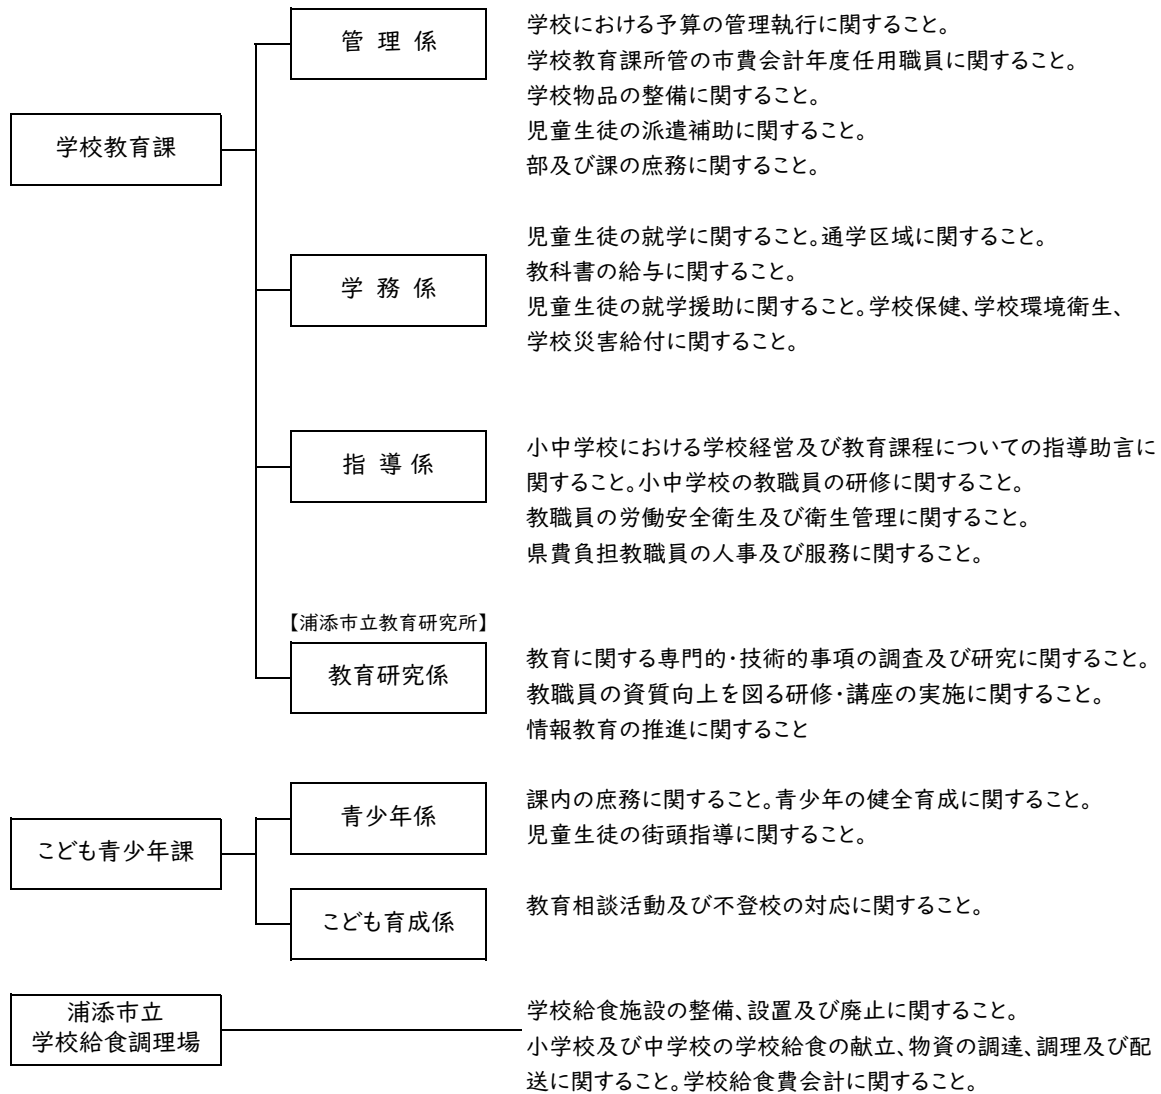 管 理 係
学校における予算の管理執行に関すること。
学校教育課所管の市費会計年度任用職員に関すること。
学校物品の整備に関すること。
児童生徒の派遣補助に関すること。
部及び課の庶務に関すること。
学校教育課
学 務 係
児童生徒の就学に関すること。通学区域に関すること。
教科書の給与に関すること。
児童生徒の就学援助に関すること。学校保健、学校環境衛生、
学校災害給付に関すること。
指 導 係
小中学校における学校経営及び教育課程についての指導助言に
関すること。小中学校の教職員の研修に関すること。
教職員の労働安全衛生及び衛生管理に関すること。
県費負担教職員の人事及び服務に関すること。
【浦添市立教育研究所】
教育研究係
教育に関する専門的・技術的事項の調査及び研究に関すること。
教職員の資質向上を図る研修・講座の実施に関すること。
情報教育の推進に関すること
こども青少年課
青少年係
課内の庶務に関すること。青少年の健全育成に関すること。
児童生徒の街頭指導に関すること。
こども育成係
教育相談活動及び不登校の対応に関すること。
浦添市立
学校給食調理場
学校給食施設の整備、設置及び廃止に関すること。
小学校及び中学校の学校給食の献立、物資の調達、調理及び配
送に関すること。学校給食費会計に関すること。